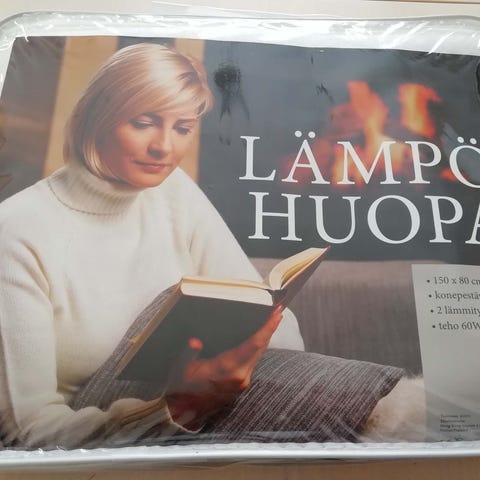 LÄMPÖ
HUOPA
• 150 x 80 cm
• konepestäv
• 2 lämmity
• teho 60W